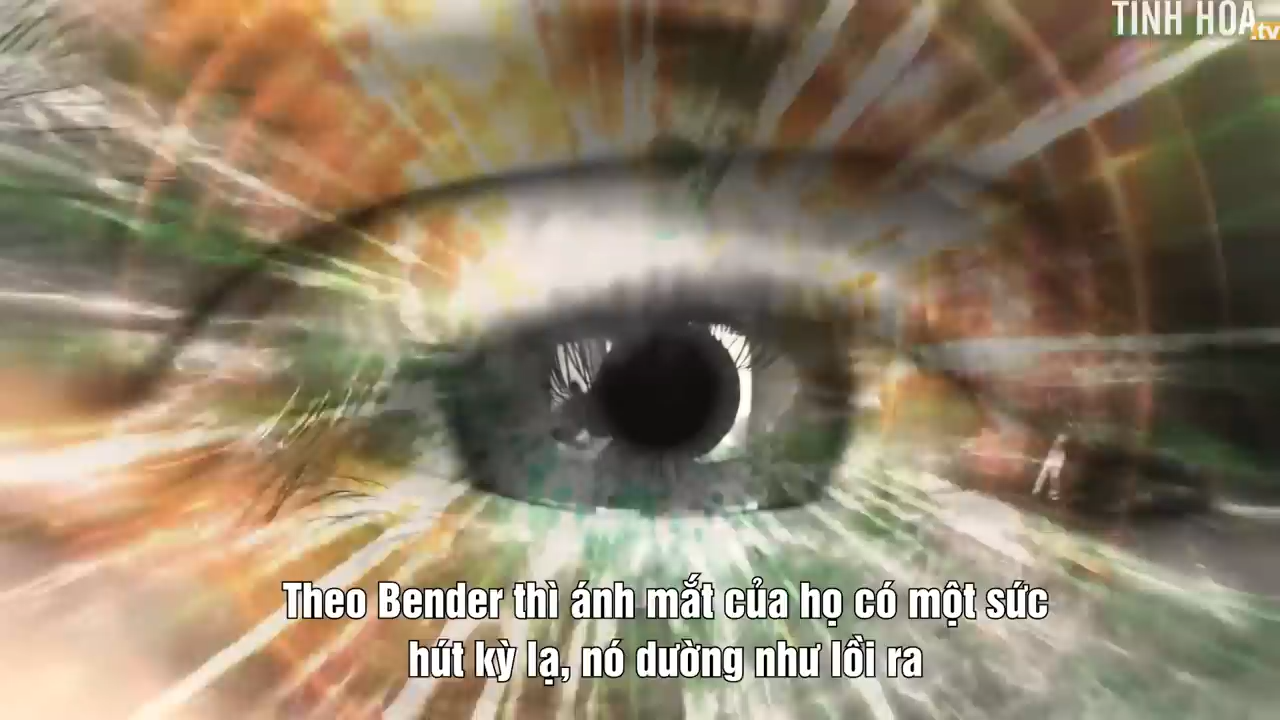 TINH HOA.tv
Theo Bender thì ánh mắt của họ có một sức
hút kỳ lạ, nó dường như lồi ra